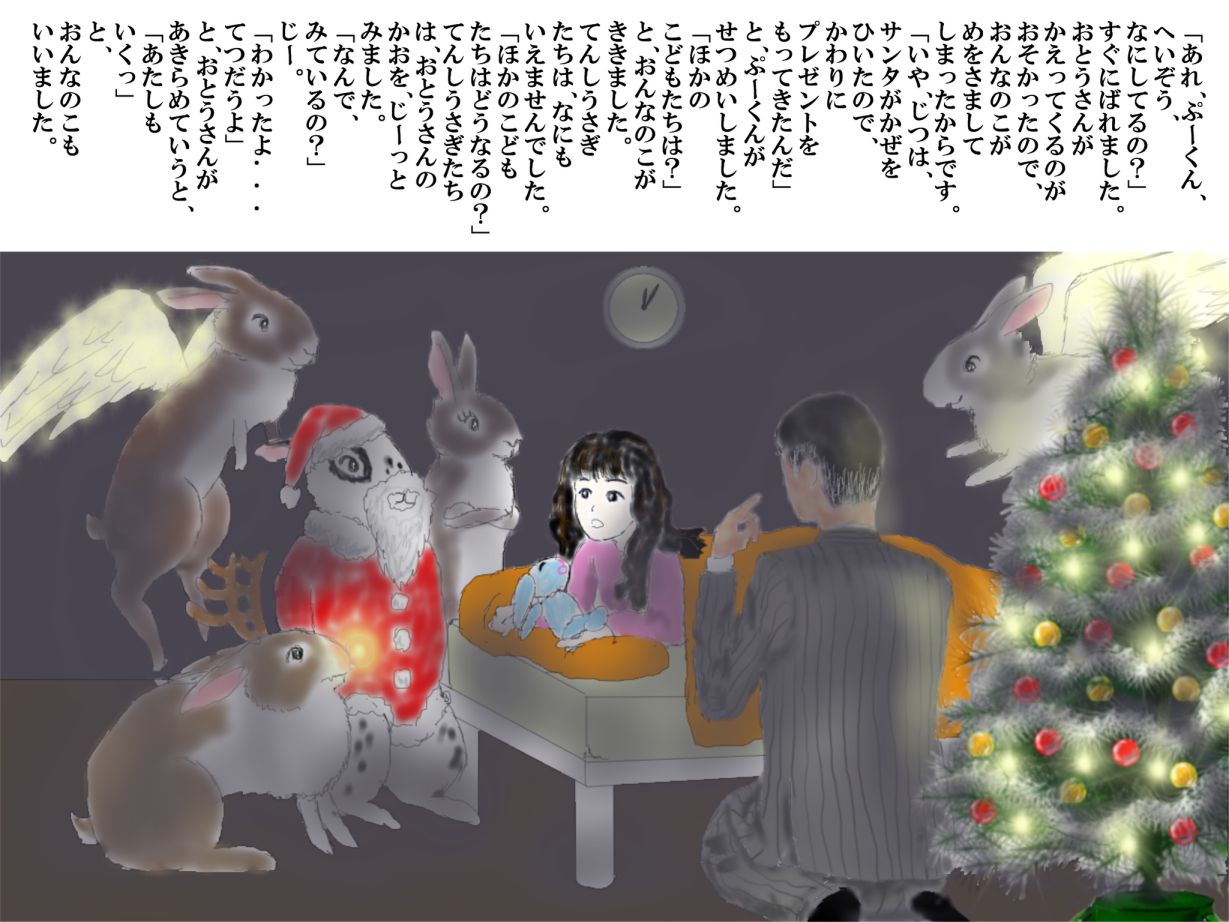 「あれ、ぷーくん、
へいぞう、
なにしてるの？」
すぐにばれました。
おとうさんが
かえってくるのが
おそかったので、
おんなのこが
めをさまして
しまったからです。
「いや、じつは、
サンタがかぜを
ひいたので、
かわりに
プレゼントを
もってきたんだ」
と、ぷーくんが
せつめいしました。
「ほかの
こどもたちは？」
と、おんなのこが
ききました。
てんしうさぎ
たちは、なにも
いえませんでした。
「ほかのこども
たちはどうなるの？」
てんしうさぎたち
は、おとうさんの
かおを、じーっと
みました。
「なんで、
みているの？」
じー。
「わかったよ・・・
てつだうよ」
と、おとうさんが
あきらめていうと、
「あたしも
いくっ」
と、
おんなのこも
いいました。